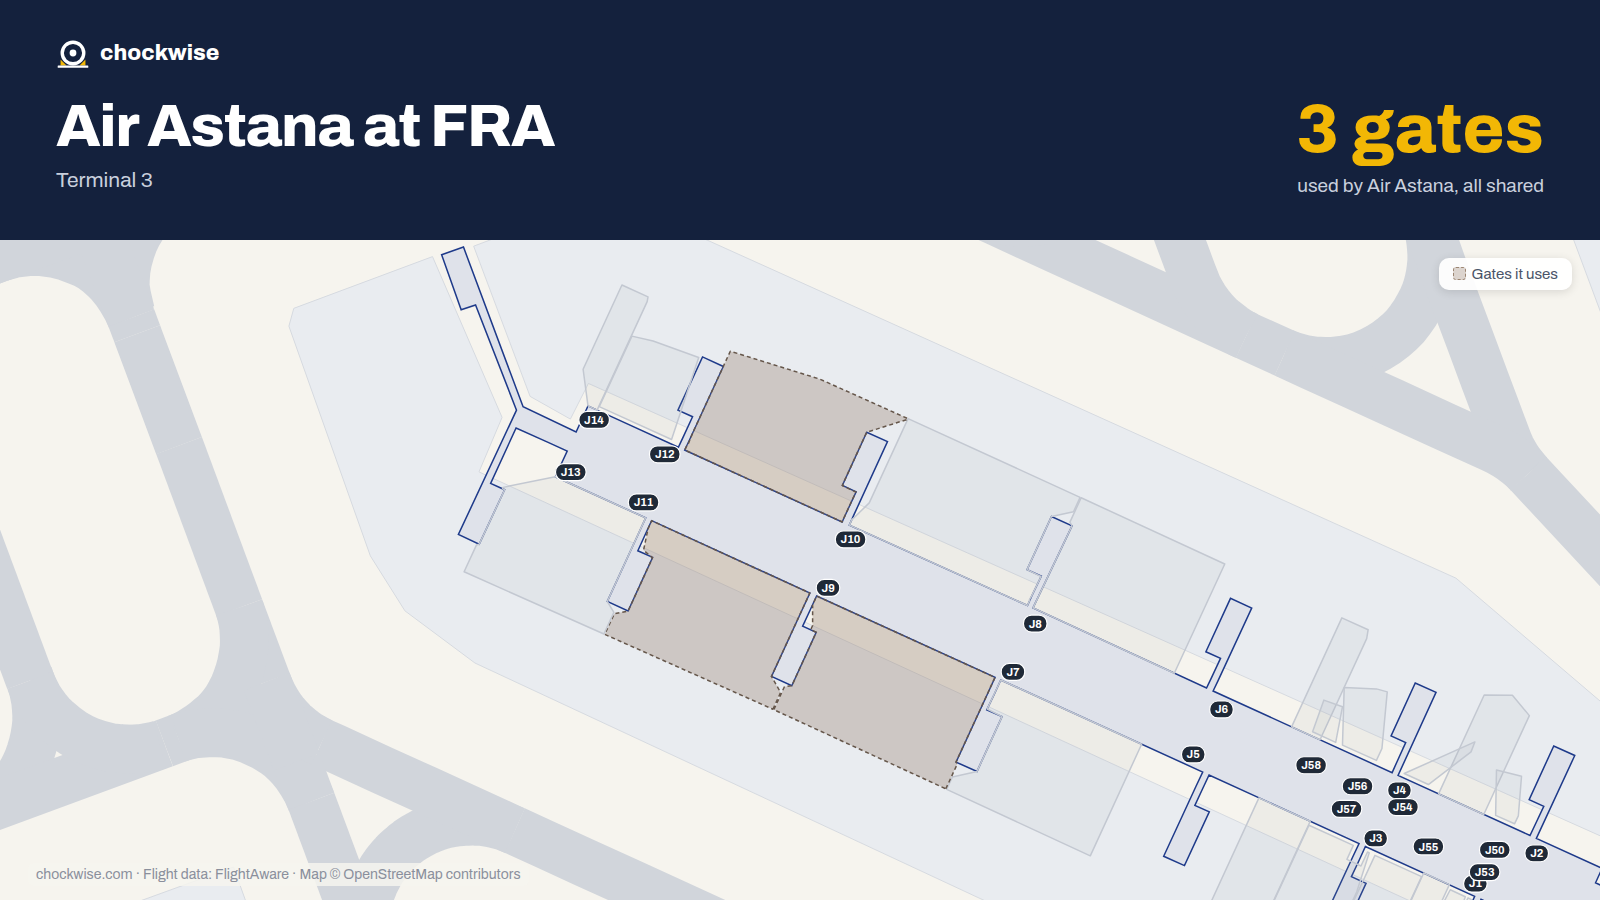 chockwise
Air Astana at FRA
Terminal 3
3 gates
used by Air Astana, all shared
Gates it uses
J14
J12
J13
J11
J10
J9
J8
J7
J6
J5
J58
J56
J4
J57
J54
J3
J55
J50
J2
J53
J1
chockwise.com · Flight data: FlightAware · Map © OpenStreetMap contributors